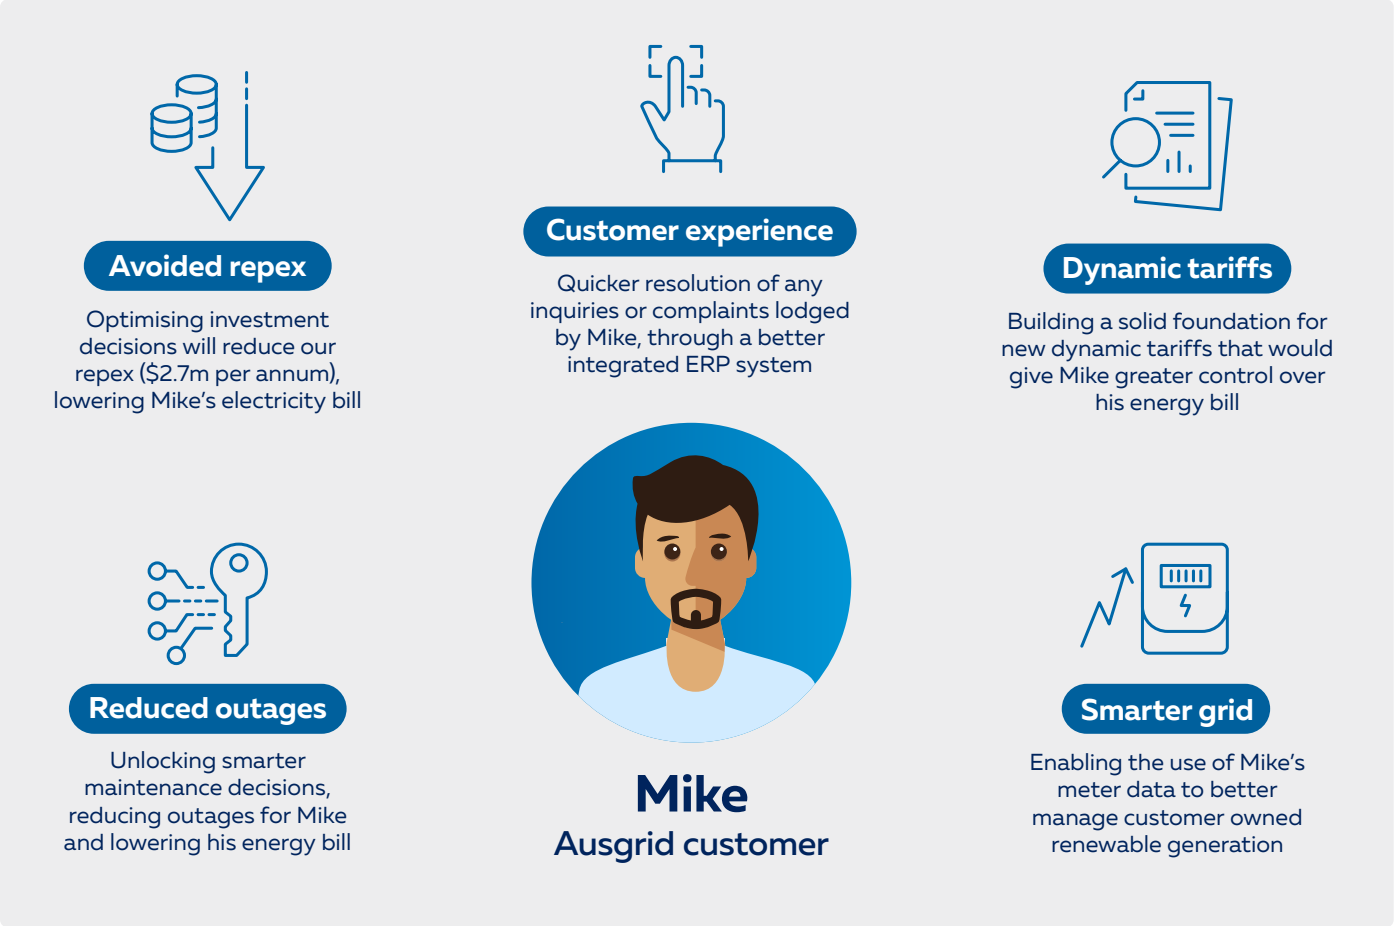 Avoided repex
Optimising investment
decisions will reduce our
repex ($2.7m per annum),
lowering Mike's electricity bill
Customer experience
Quicker resolution of any
inquiries or complaints lodged
by Mike, through a better
integrated ERP system
Dynamic tariffs
Building a solid foundation for
new dynamic tariffs that would
give Mike greater control over
his energy bill
Reduced outages
Unlocking smarter
maintenance decisions,
reducing outages for Mike
and lowering his energy bill
Mike
Ausgrid customer
Smarter grid
Enabling the use of Mike's
meter data to better
manage customer owned
renewable generation